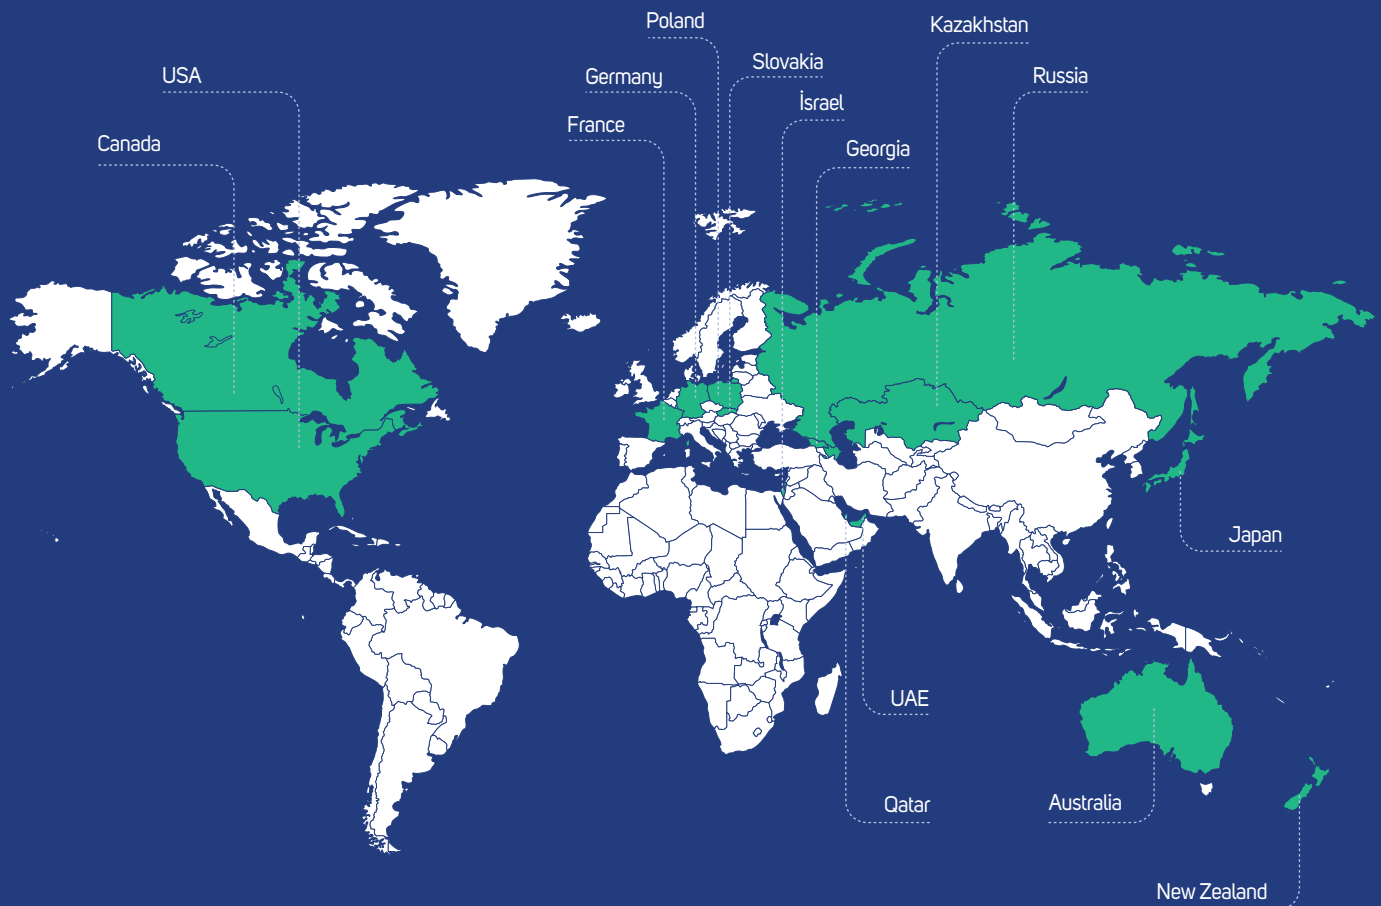 Poland
Kazakhstan
Slovakia
USA
Germany
Russia
İsrael
France
Canada
Georgia
Japan
UAE
Qatar
Australia
New Zealand